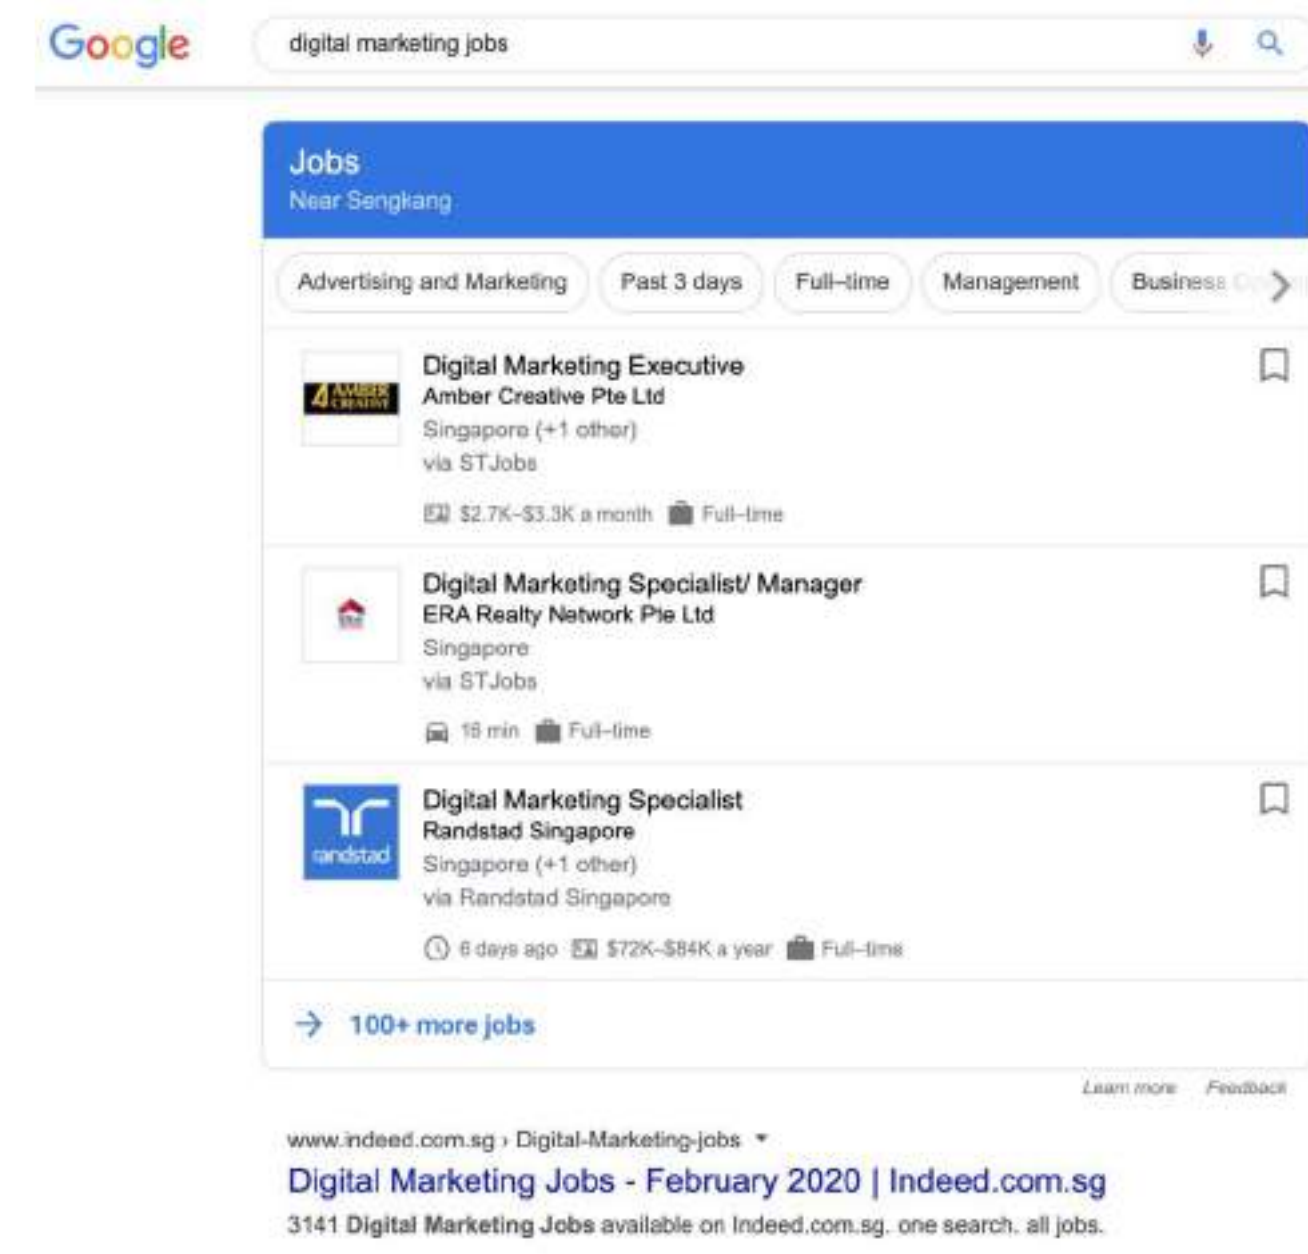 Google
digital marketing jobs
Jobs
Near Sengkang
Advertising and Marketing Past 3 days Full-time Management Business
4 AMBER
CREATIVE
Digital Marketing Executive
Amber Creative Pte Ltd
Singapore (+1 other)
via STJobs
$2.7K–$3.3K a month Full-time
Digital Marketing Specialist/ Manager
ERA Realty Network Pte Ltd
Singapore
via STJobs
min Full-time
randstad
Digital Marketing Specialist
Randstad Singapore
Singapore (+1 other)
via Randstad Singapore
6 days ago $72K–$84K a year Full-time
100+ more jobs
Learn more Feedback
www.indeed.com.sg › Digital-Marketing-jobs
Digital Marketing Jobs - February 2020 | Indeed.com.sg
3141 Digital Marketing Jobs available on Indeed.com.sg. one search. all jobs.